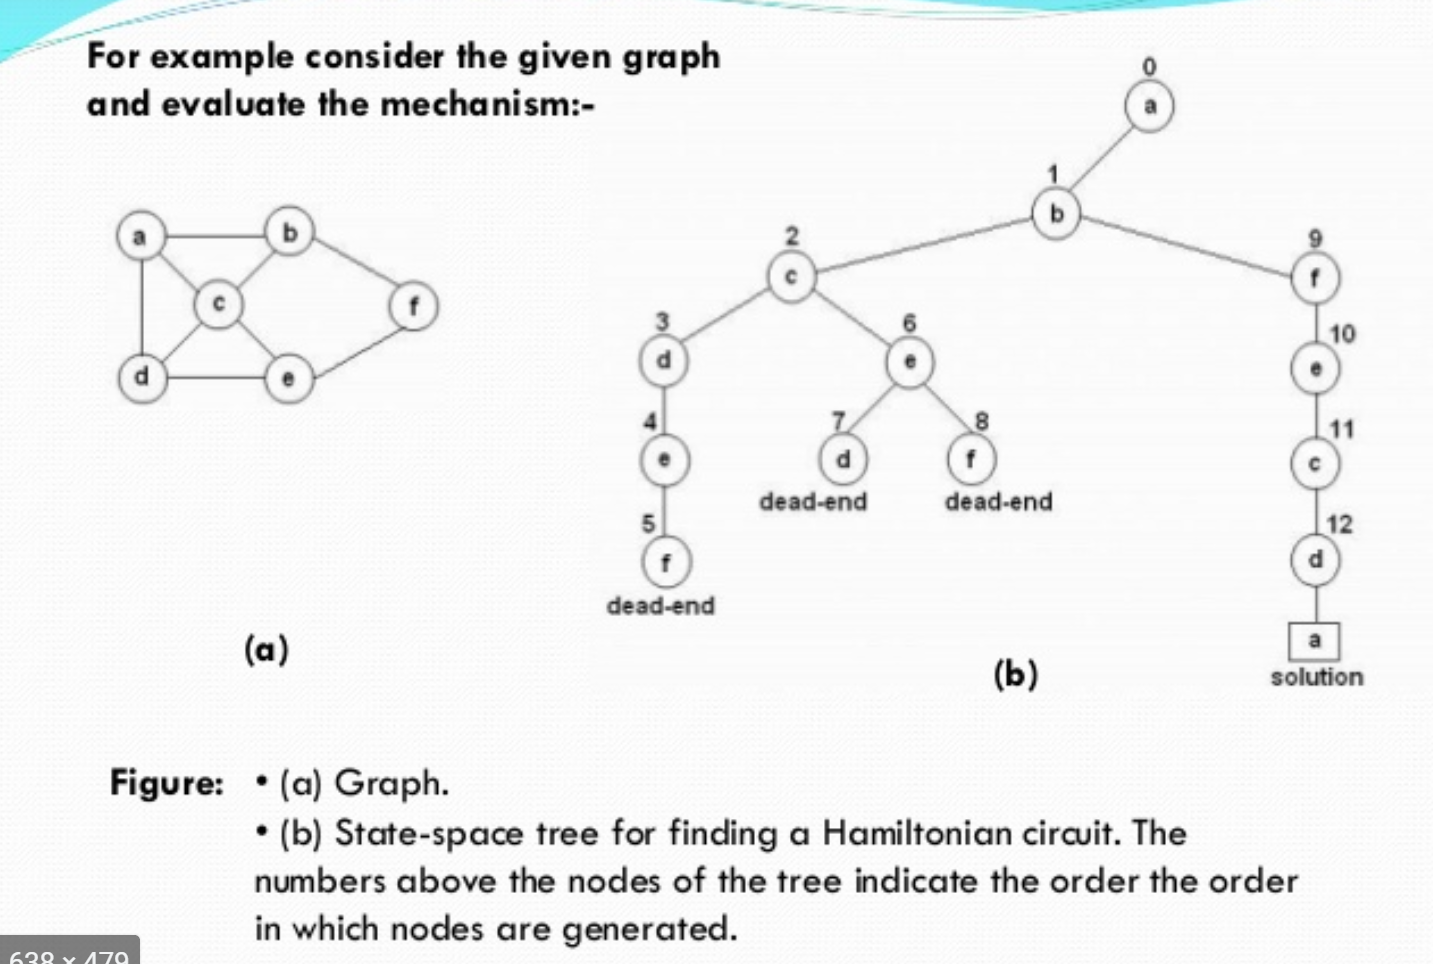 For example consider the given graph
and evaluate the mechanism:-
a
b
c
f
d
e
(a)
0
a
1
b
2
c
9
f
3
d
6
e
10
e
4
e
7
d
dead-end
8
f
dead-end
11
c
5
f
dead-end
12
d
a
solution
(b)
Figure: • (a) Graph.
• (b) State-space tree for finding a Hamiltonian circuit. The
numbers above the nodes of the tree indicate the order the order
in which nodes are generated.
638 × 479